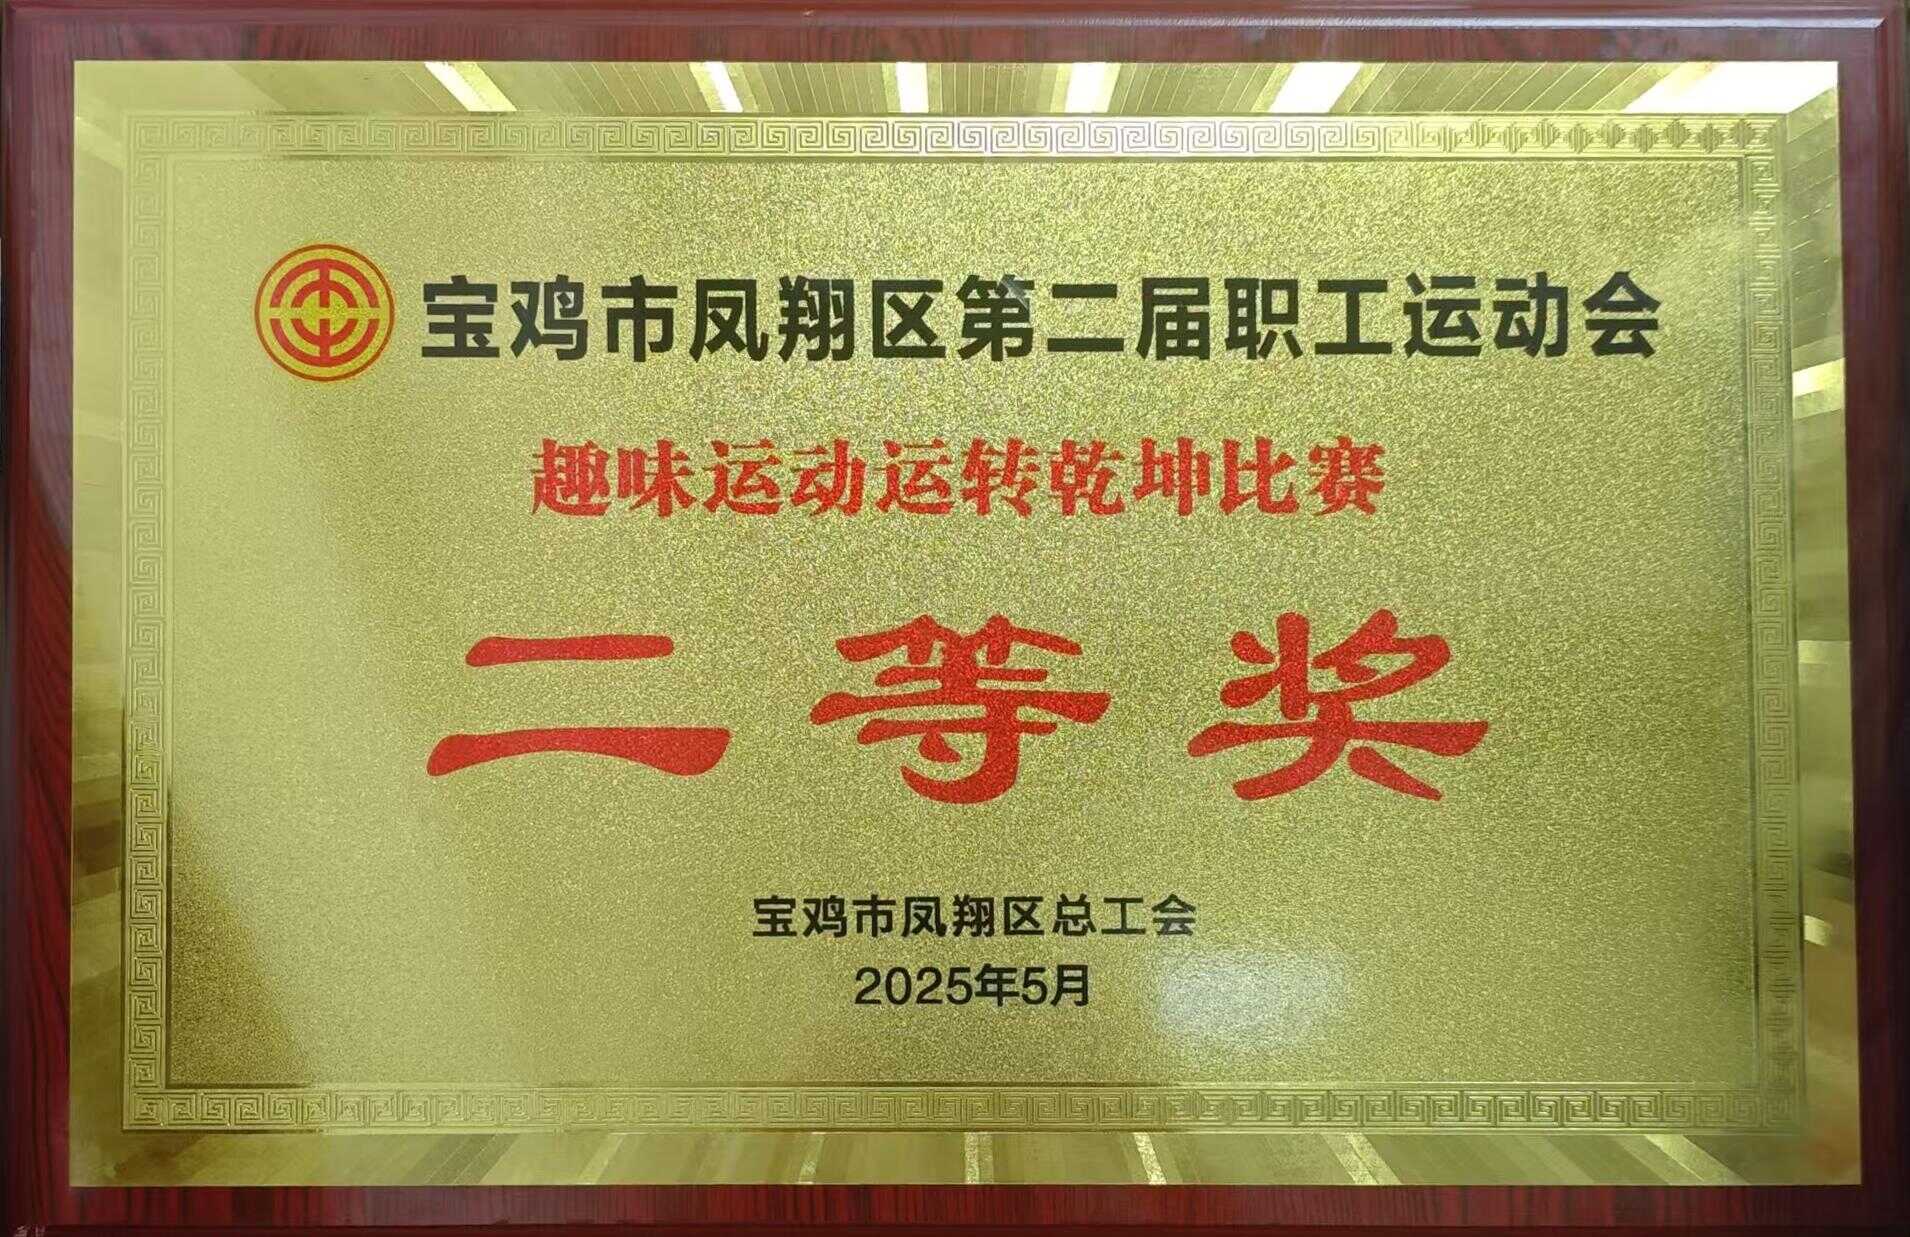 宝鸡市凤翔区第二届职工运动会
趣味运动运转乾坤比赛
二等奖
宝鸡市凤翔区总工会
2025年5月